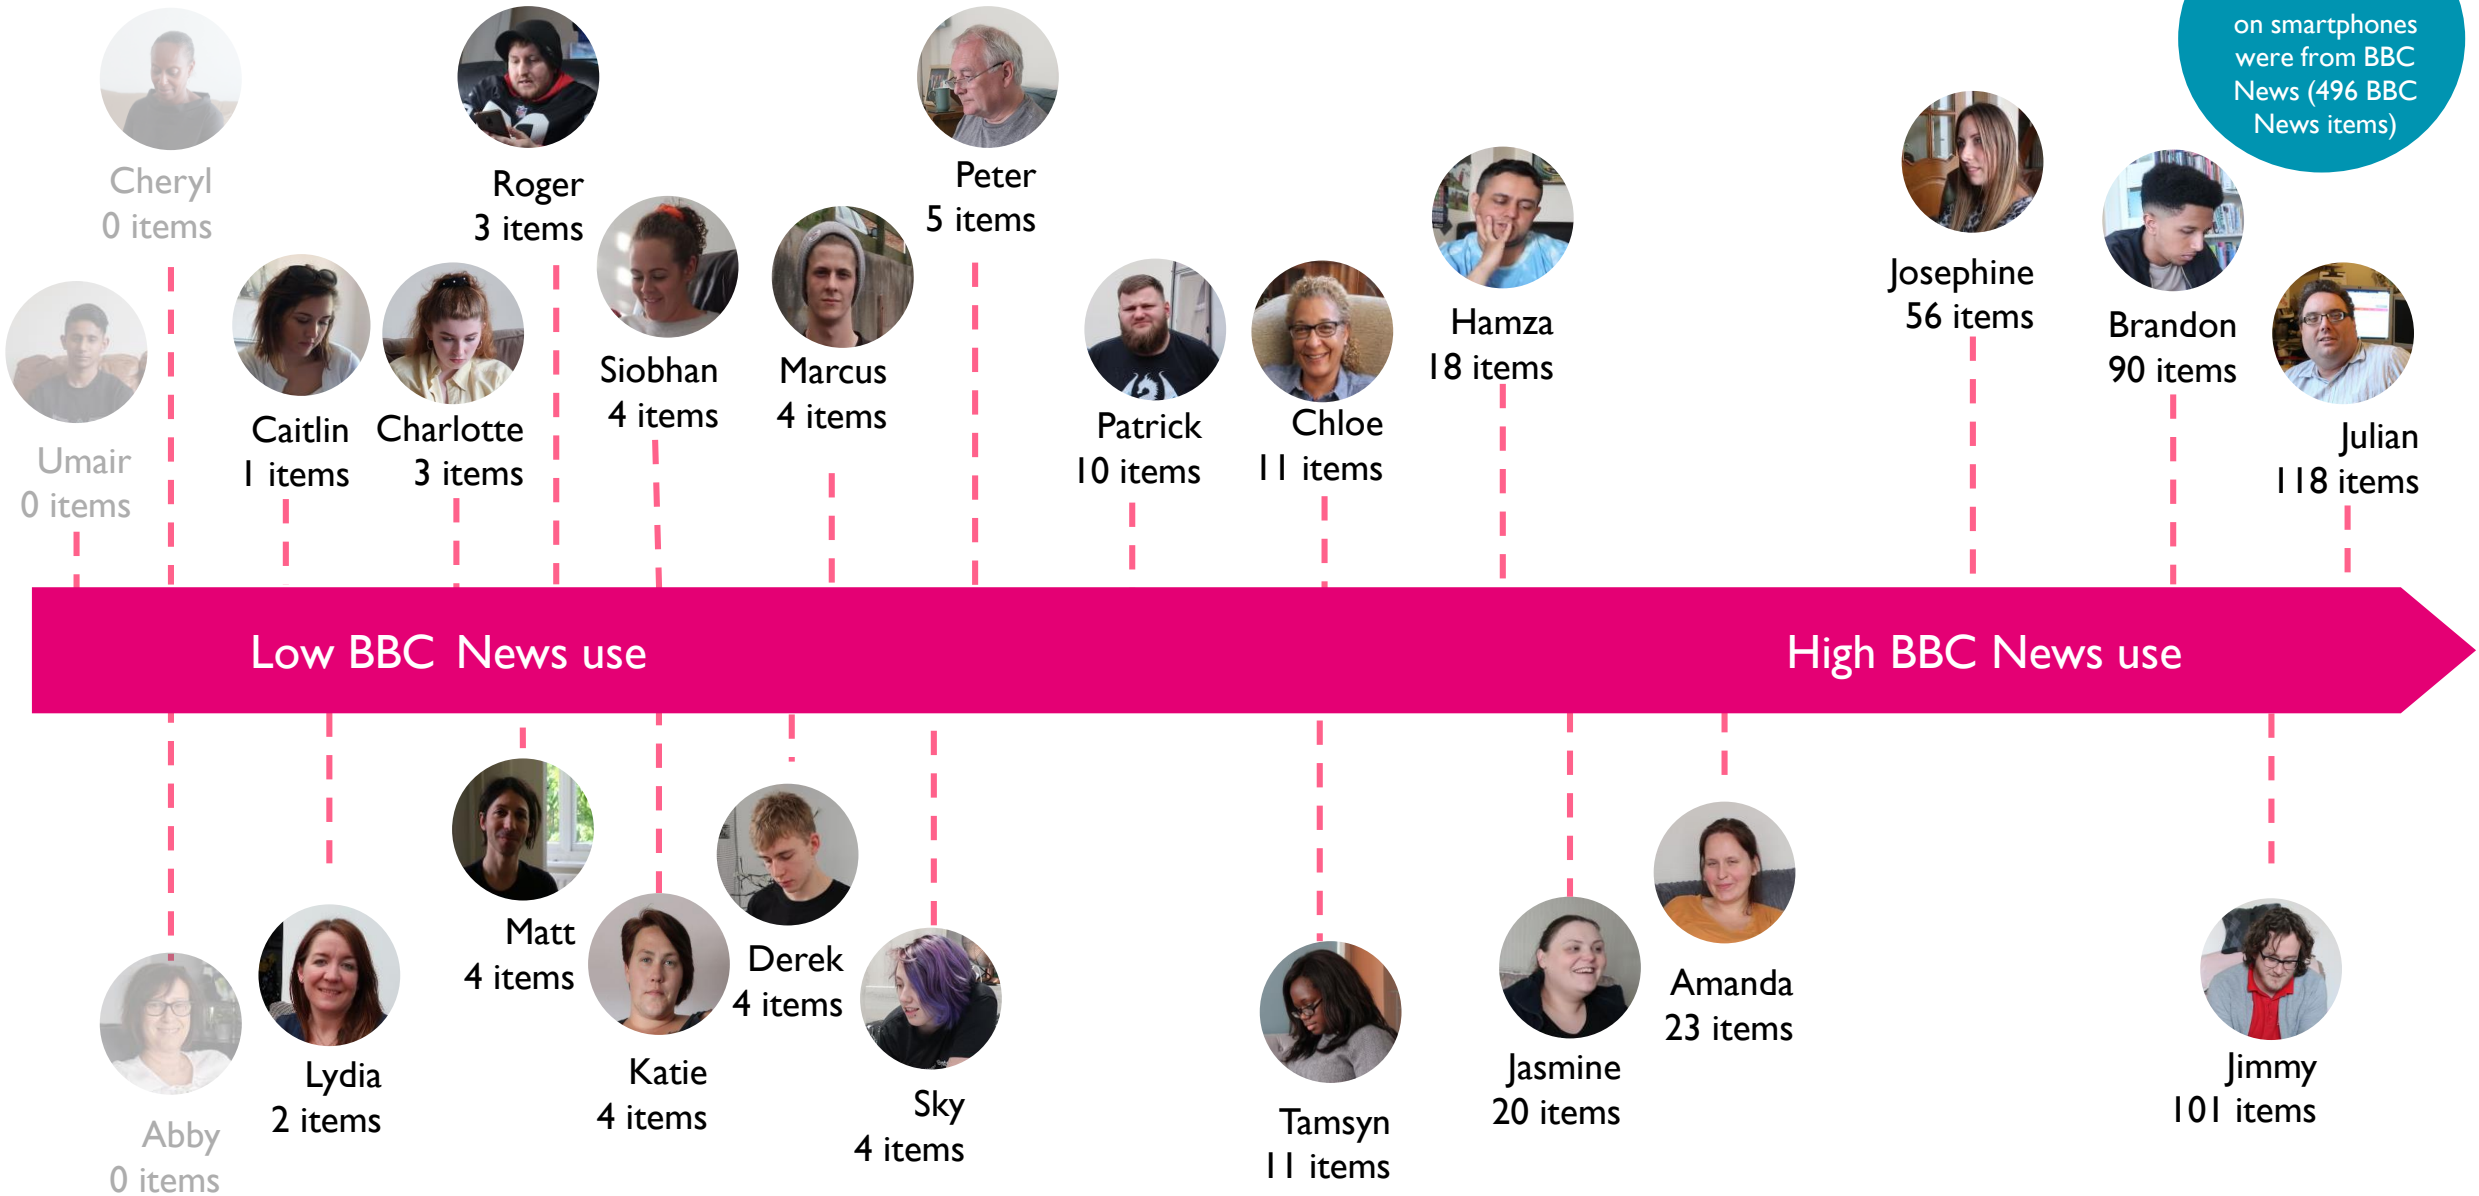 on smartphones
were from BBC
News (496 BBC
News items)
Cheryl
0 items
Roger
3 items
Peter
5 items
Umair
0 items
Caitlin
1 items
Charlotte
3 items
Siobhan
4 items
Marcus
4 items
Patrick
10 items
Chloe
11 items
Hamza
18 items
Josephine
56 items
Brandon
90 items
Julian
118 items
Low BBC News use
High BBC News use
Abby
0 items
Lydia
2 items
Matt
4 items
Katie
4 items
Derek
4 items
Sky
4 items
Tamsyn
11 items
Jasmine
20 items
Amanda
23 items
Jimmy
101 items